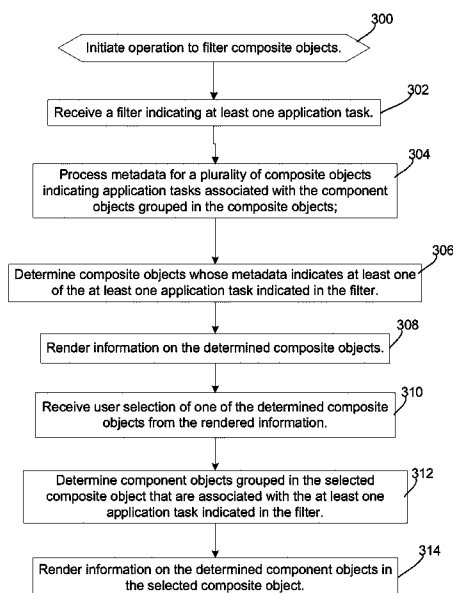 300
Initiate operation to filter composite objects.
302
Receive a filter indicating at least one application task.
304
Process metadata for a plurality of composite objects
indicating application tasks associated with the component
objects grouped in the composite objects;
306
Determine composite objects whose metadata indicates at least one
of the at least one application task indicated in the filter.
308
Render information on the determined composite objects.
310
Receive user selection of one of the determined composite
objects from the rendered information.
312
Determine component objects grouped in the selected
composite object that are associated with the at least one
application task indicated in the filter.
314
Render information on the determined component objects in
the selected composite object.